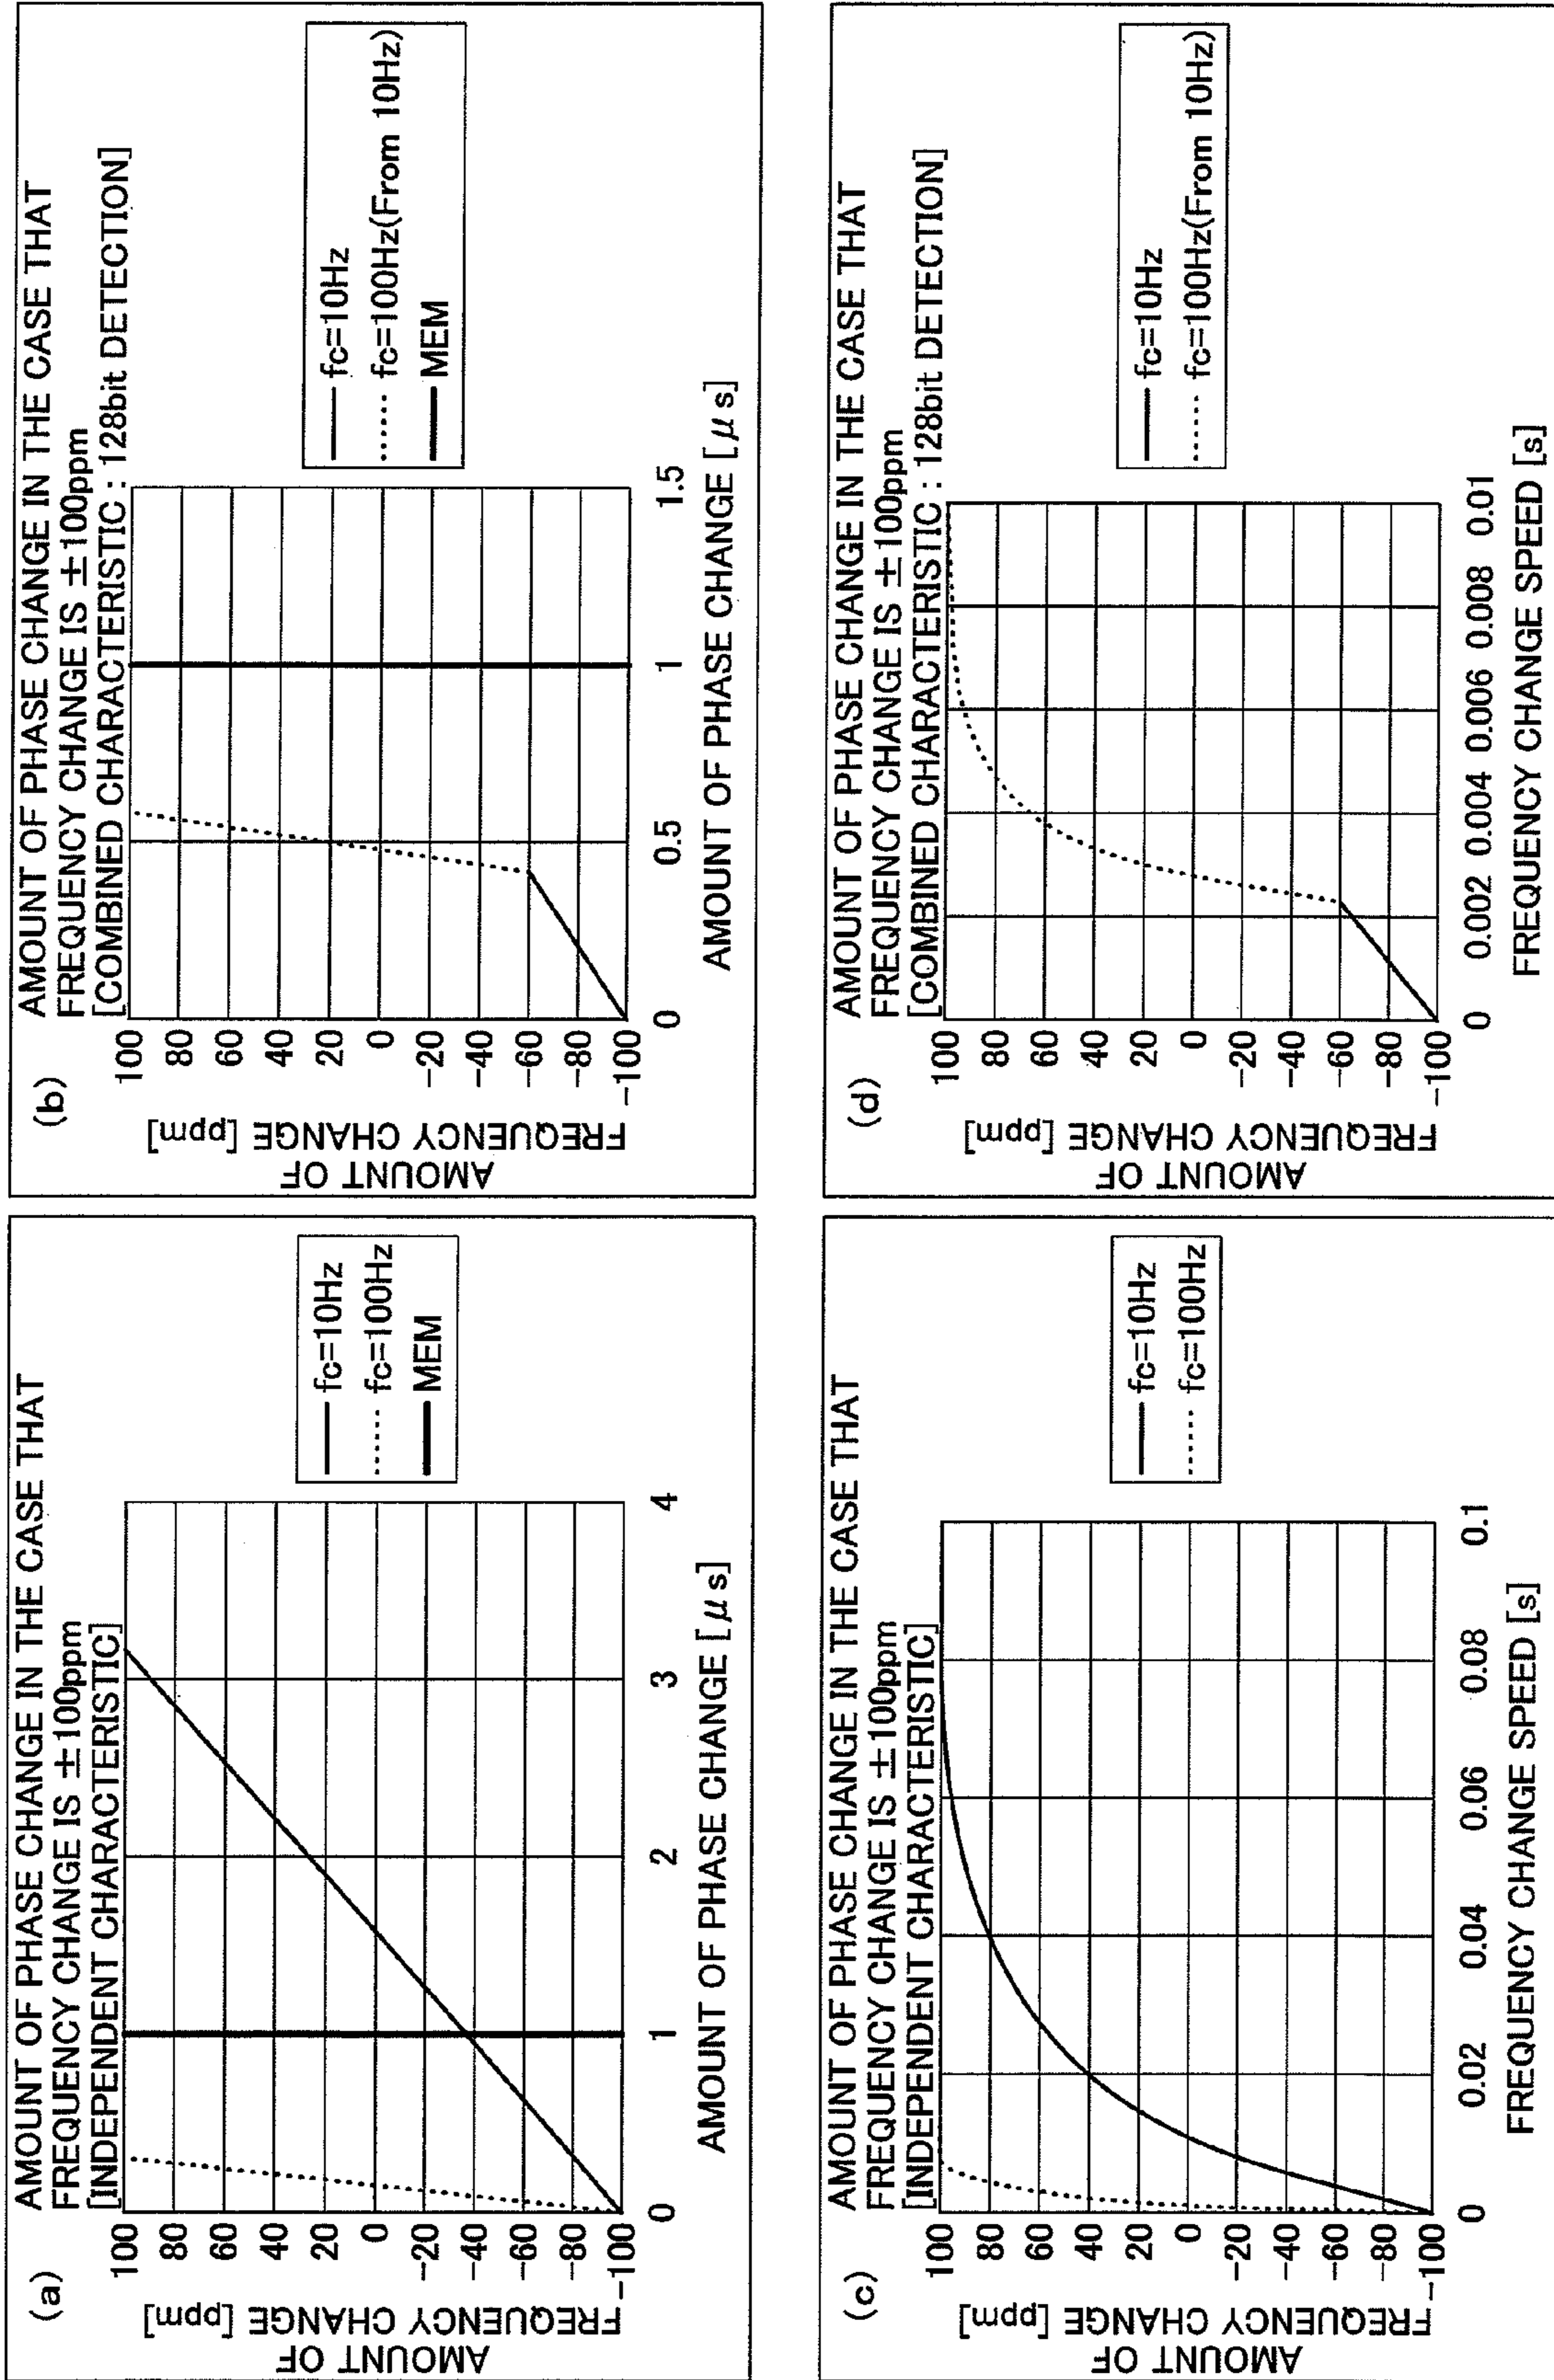 (a)
AMOUNT OF PHASE CHANGE IN THE CASE THAT
FREQUENCY CHANGE IS ±100ppm
[INDEPENDENT CHARACTERISTIC]
AMOUNT OF
FREQUENCY CHANGE [ppm]
100
80
60
40
20
0
-20
-40
-60
-80
-100
0
1
2
3
4
AMOUNT OF PHASE CHANGE [μs]
fc=10Hz
fc=100Hz
MEM
(b)
AMOUNT OF PHASE CHANGE IN THE CASE THAT
FREQUENCY CHANGE IS ±100ppm
[COMBINED CHARACTERISTIC : 128bit DETECTION]
AMOUNT OF
FREQUENCY CHANGE [ppm]
100
80
60
40
20
0
-20
-40
-60
-80
-100
0
0.5
1
1.5
AMOUNT OF PHASE CHANGE [μs]
fc=10Hz
fc=100Hz(From 10Hz)
MEM
(c)
AMOUNT OF PHASE CHANGE IN THE CASE THAT
FREQUENCY CHANGE IS ±100ppm
[INDEPENDENT CHARACTERISTIC]
AMOUNT OF
FREQUENCY CHANGE [ppm]
100
80
60
40
20
0
-20
-40
-60
-80
-100
0
0.02
0.04
0.06
0.08
0.1
FREQUENCY CHANGE SPEED [s]
fc=10Hz
fc=100Hz
(d)
AMOUNT OF PHASE CHANGE IN THE CASE THAT
FREQUENCY CHANGE IS ±100ppm
[COMBINED CHARACTERISTIC : 128bit DETECTION]
AMOUNT OF
FREQUENCY CHANGE [ppm]
100
80
60
40
20
0
-20
-40
-60
-80
-100
0
0.002
0.004
0.006
0.008
0.01
FREQUENCY CHANGE SPEED [s]
fc=10Hz
fc=100Hz(From 10Hz)